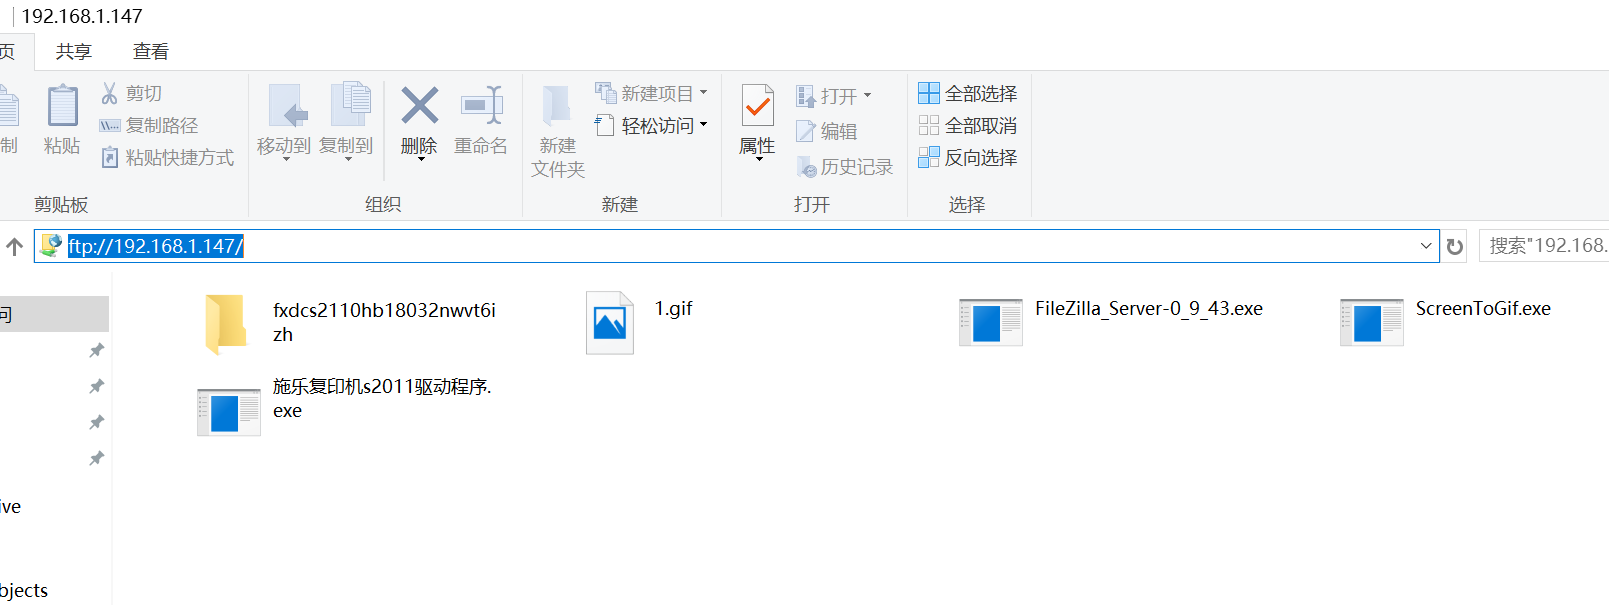 192.168.1.147
页
共享
查看
制
粘贴
剪切
复制路径
粘贴快捷方式
移动到
复制到
删除
重命名
新建
文件夹
新建项目
轻松访问
属性
打开
编辑
历史记录
全部选择
全部取消
反向选择
剪贴板
组织
新建
打开
选择
ftp://192.168.1.147/
搜索"192.168.
问
fxdcs2110hb18032nwvt6i
zh
1.gif
FileZilla_Server-0_9_43.exe
ScreenToGif.exe
施乐复印机s2011驱动程序.
exe
ive
bjects